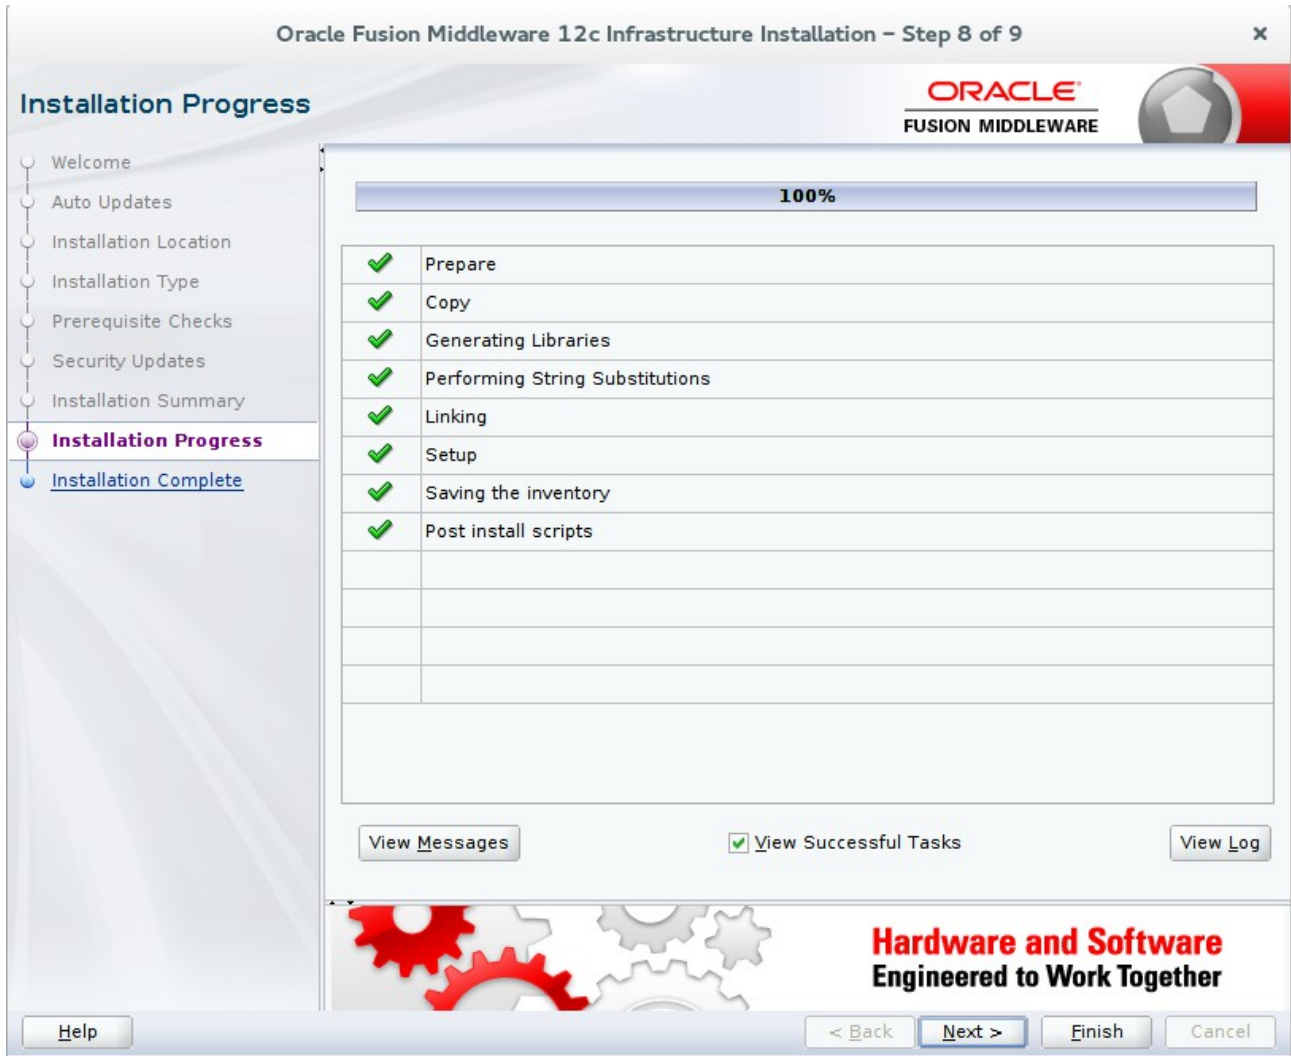 Oracle Fusion Middleware 12c Infrastructure Installation – Step 8 of 9
Installation Progress
ORACLE
FUSION MIDDLEWARE
Welcome
Auto Updates
Installation Location
Installation Type
Prerequisite Checks
Security Updates
Installation Summary
Installation Progress
Installation Complete
100%
Prepare
Copy
Generating Libraries
Performing String Substitutions
Linking
Setup
Saving the inventory
Post install scripts
View Messages
View Successful Tasks
View Log
Hardware and Software
Engineered to Work Together
Help
< Back
Next >
Finish
Cancel